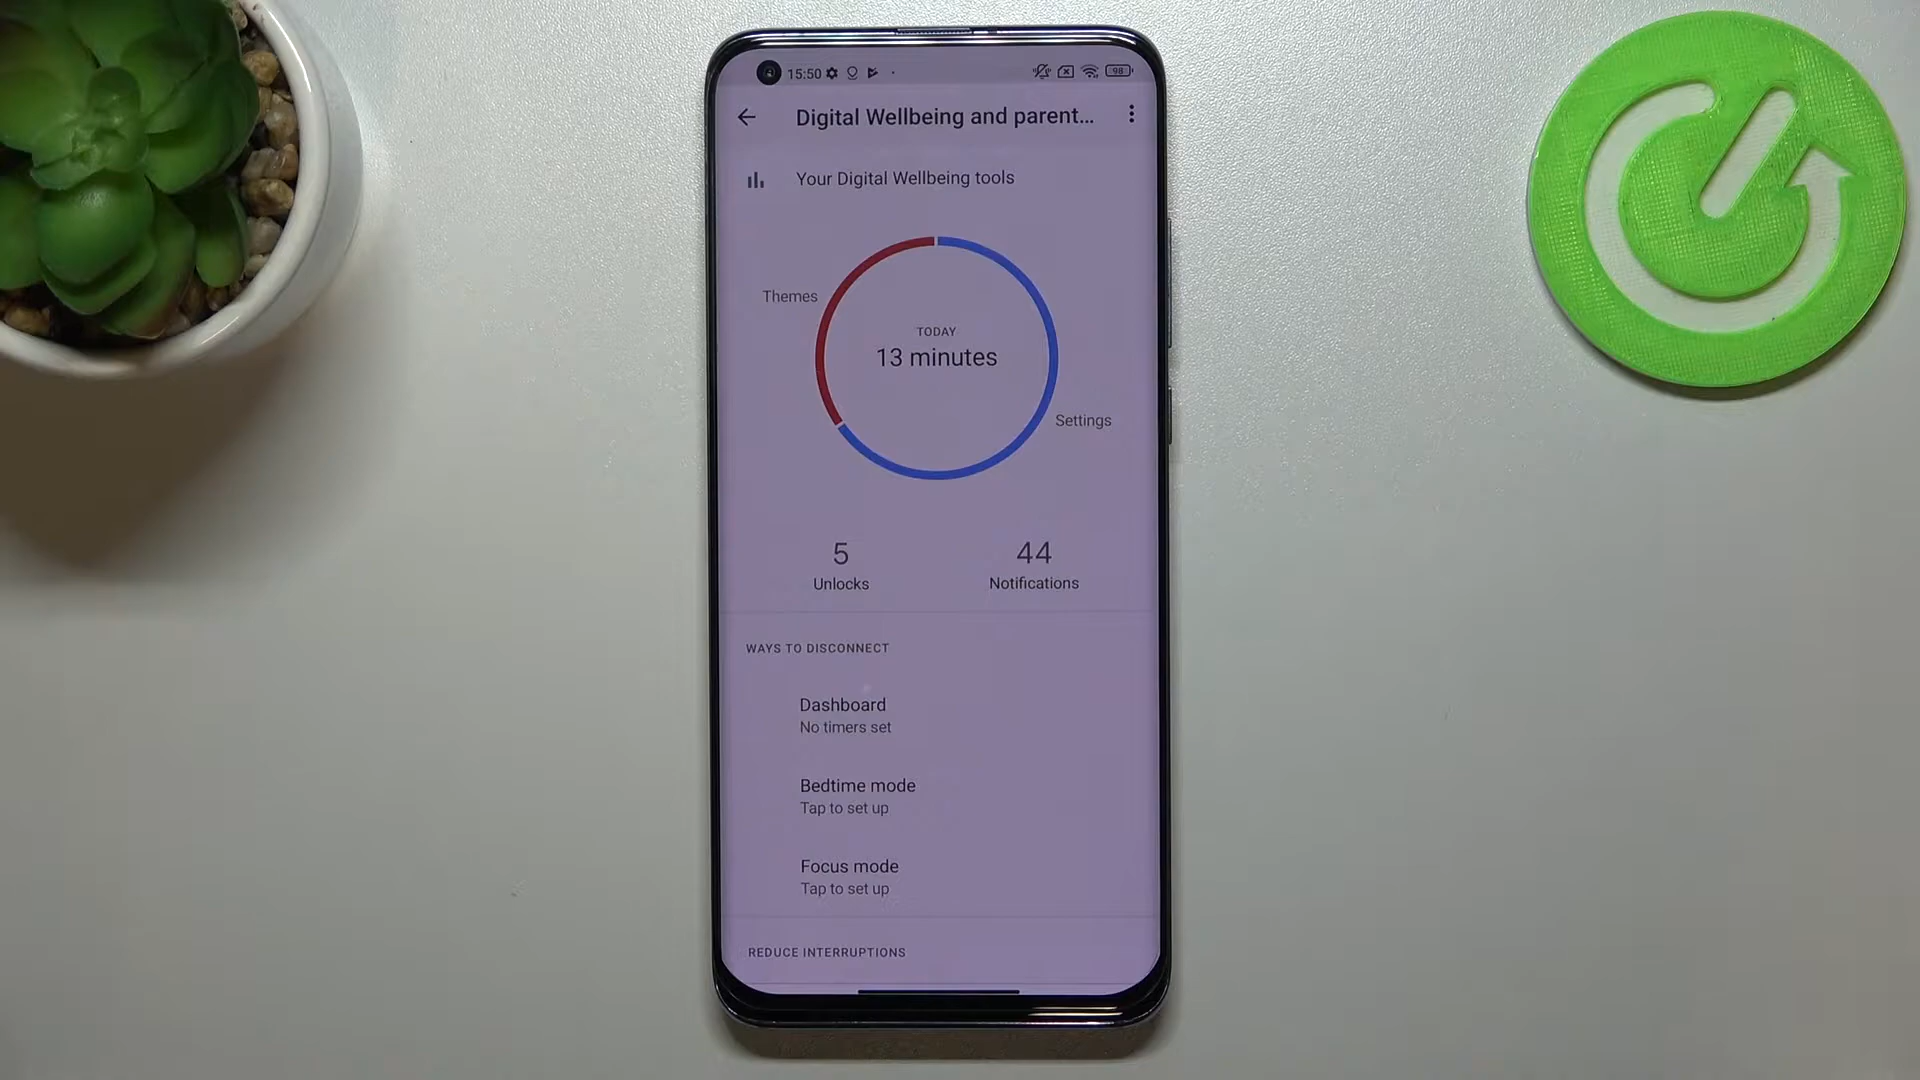 15:50
98
Digital Wellbeing and parent...
Your Digital Wellbeing tools
Themes
TODAY
13 minutes
Settings
5
Unlocks
44
Notifications
WAYS TO DISCONNECT
Dashboard
No timers set
Bedtime mode
Tap to set up
Focus mode
Tap to set up
REDUCE INTERRUPTIONS